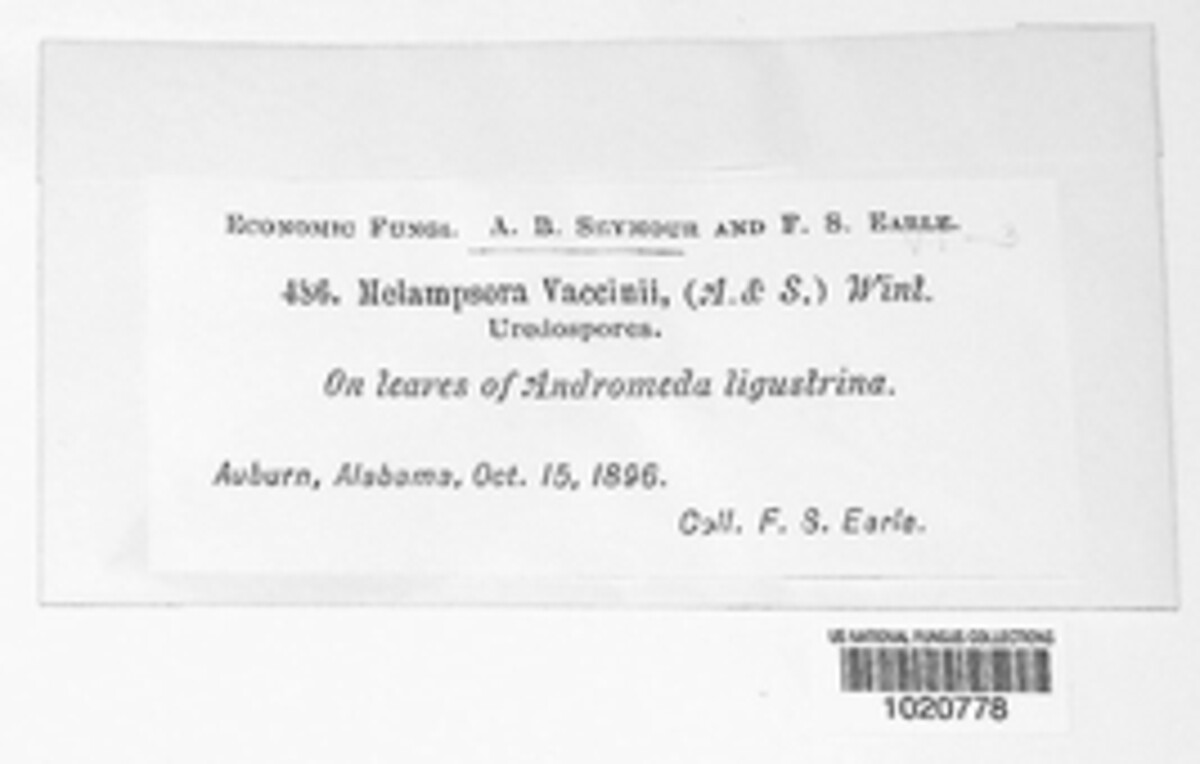 ECONOMIC FUNGI. A. B. SEYMOUR AND F. S. EARLE.
486. Melampsora Vaccinii, (A. & S.) Wint.
Uredospores.
On leaves of Andromeda ligustrina.
Auburn, Alabama, Oct. 15, 1896.
Coll. F. S. Earle.
US NATIONAL FUNGUS COLLECTIONS
1020778